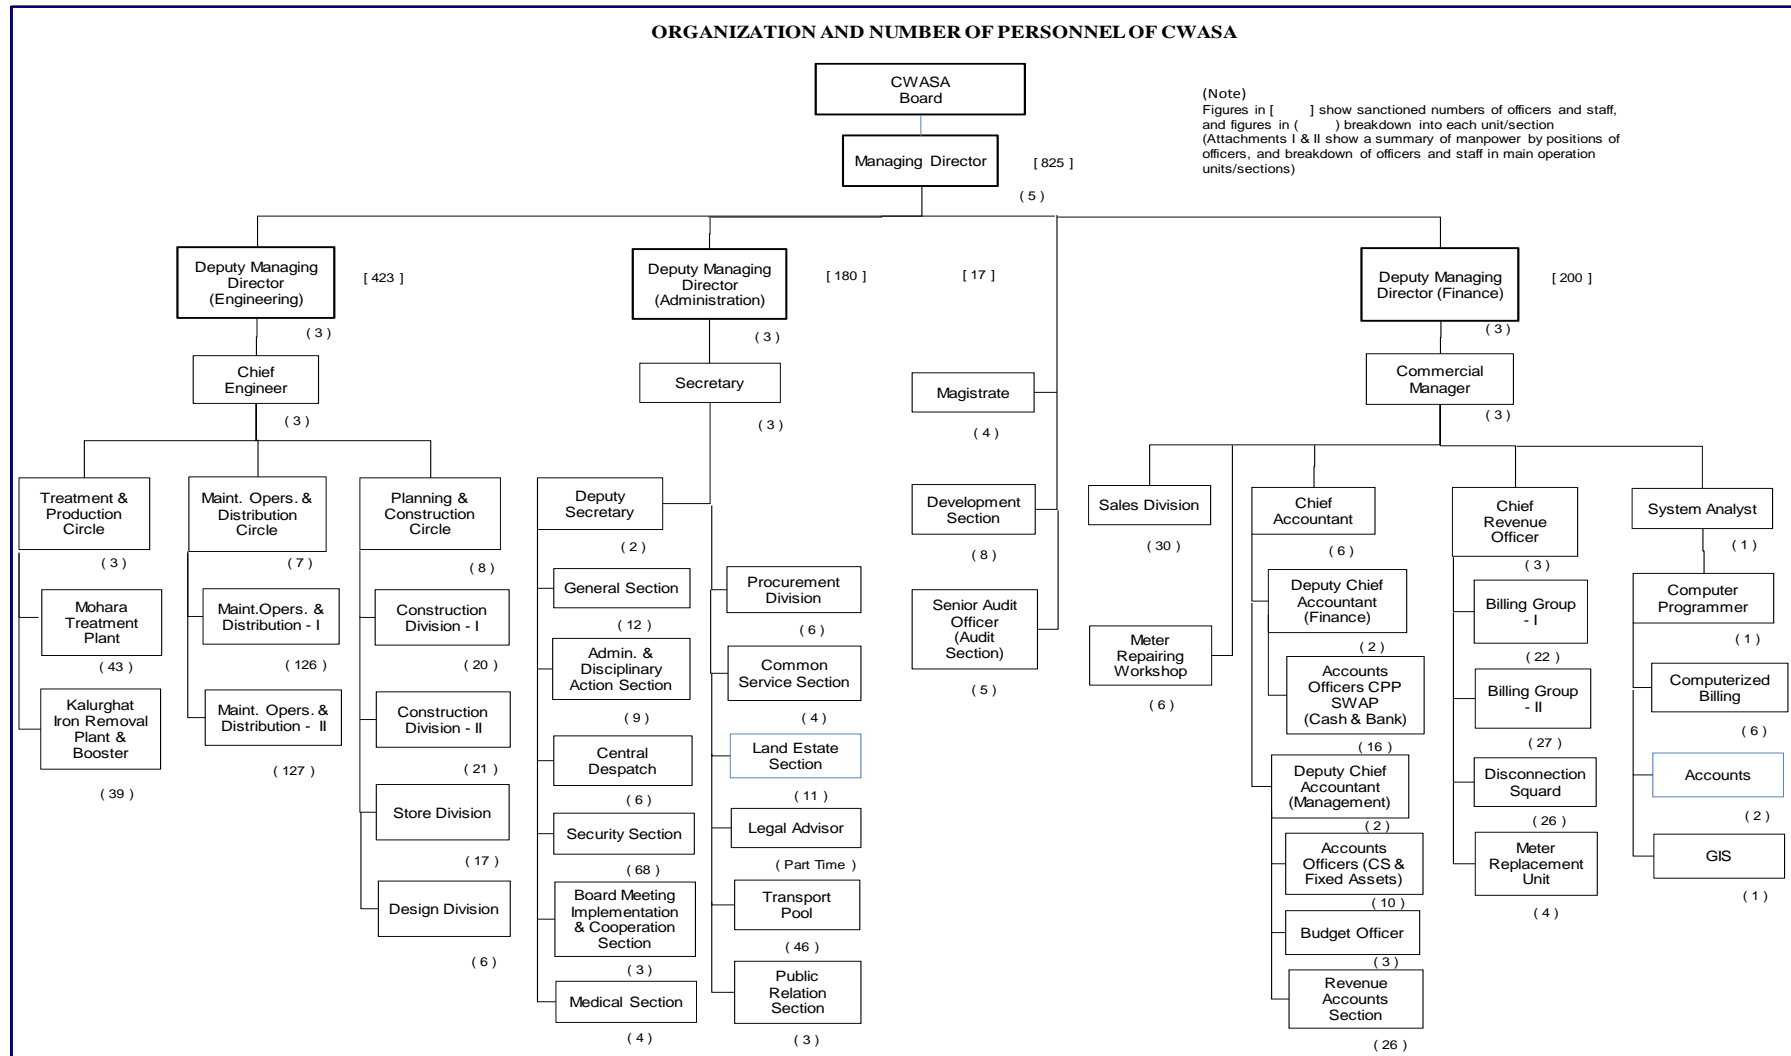 ORGANIZATION AND NUMBER OF PERSONNEL OF CWASA
CWASA
Board
(Note)
Figures in [ ] show sanctioned numbers of officers and staff,
and figures in ( ) breakdown into each unit/section
(Attachments I & II show a summary of manpower by positions of
officers, and breakdown of officers and staff in main operation
units/sections)
Managing Director
[ 825 ]
( 5 )
Deputy Managing
Director
(Engineering)
[ 423 ]
( 3 )
Chief
Engineer
( 3 )
Treatment &
Production
Circle
( 3 )
Mohara
Treatment
Plant
( 43 )
Kalurghat
Iron Removal
Plant &
Booster
( 39 )
Maint. Opers. &
Distribution
Circle
( 7 )
Maint.Opers. &
Distribution - I
( 126 )
Maint. Opers. &
Distribution - II
( 127 )
Planning &
Construction
Circle
( 8 )
Construction
Division - I
( 20 )
Construction
Division - II
( 21 )
Store Division
( 17 )
Design Division
( 6 )
Deputy Managing
Director
(Administration)
[ 180 ]
( 3 )
Secretary
( 3 )
Deputy
Secretary
( 2 )
General Section
( 12 )
Admin. &
Disciplinary
Action Section
( 9 )
Central
Despatch
( 6 )
Security Section
( 68 )
Board Meeting
Implementation
& Cooperation
Section
( 3 )
Medical Section
( 4 )
Procurement
Division
( 6 )
Common
Service Section
( 4 )
Land Estate
Section
( 11 )
Legal Advisor
( Part Time )
Transport
Pool
( 46 )
Public
Relation
Section
( 3 )
[ 17 ]
Magistrate
( 4 )
Development
Section
( 8 )
Senior Audit
Officer
(Audit
Section)
( 5 )
Deputy Managing
Director (Finance)
[ 200 ]
( 3 )
Commercial
Manager
( 3 )
Sales Division
( 30 )
Meter
Repairing
Workshop
( 6 )
Chief
Accountant
( 6 )
Deputy Chief
Accountant
(Finance)
( 2 )
Accounts
Officers CPP
SWAP
(Cash & Bank)
( 16 )
Deputy Chief
Accountant
(Management)
( 2 )
Accounts
Officers (CS &
Fixed Assets)
( 10 )
Budget Officer
( 3 )
Revenue
Accounts
Section
( 26 )
Chief
Revenue
Officer
( 3 )
Billing Group
- I
( 22 )
Billing Group
- II
( 27 )
Disconnection
Squard
( 26 )
Meter
Replacement
Unit
( 4 )
System Analyst
( 1 )
Computer
Programmer
( 1 )
Computerized
Billing
( 6 )
Accounts
( 2 )
GIS
( 1 )